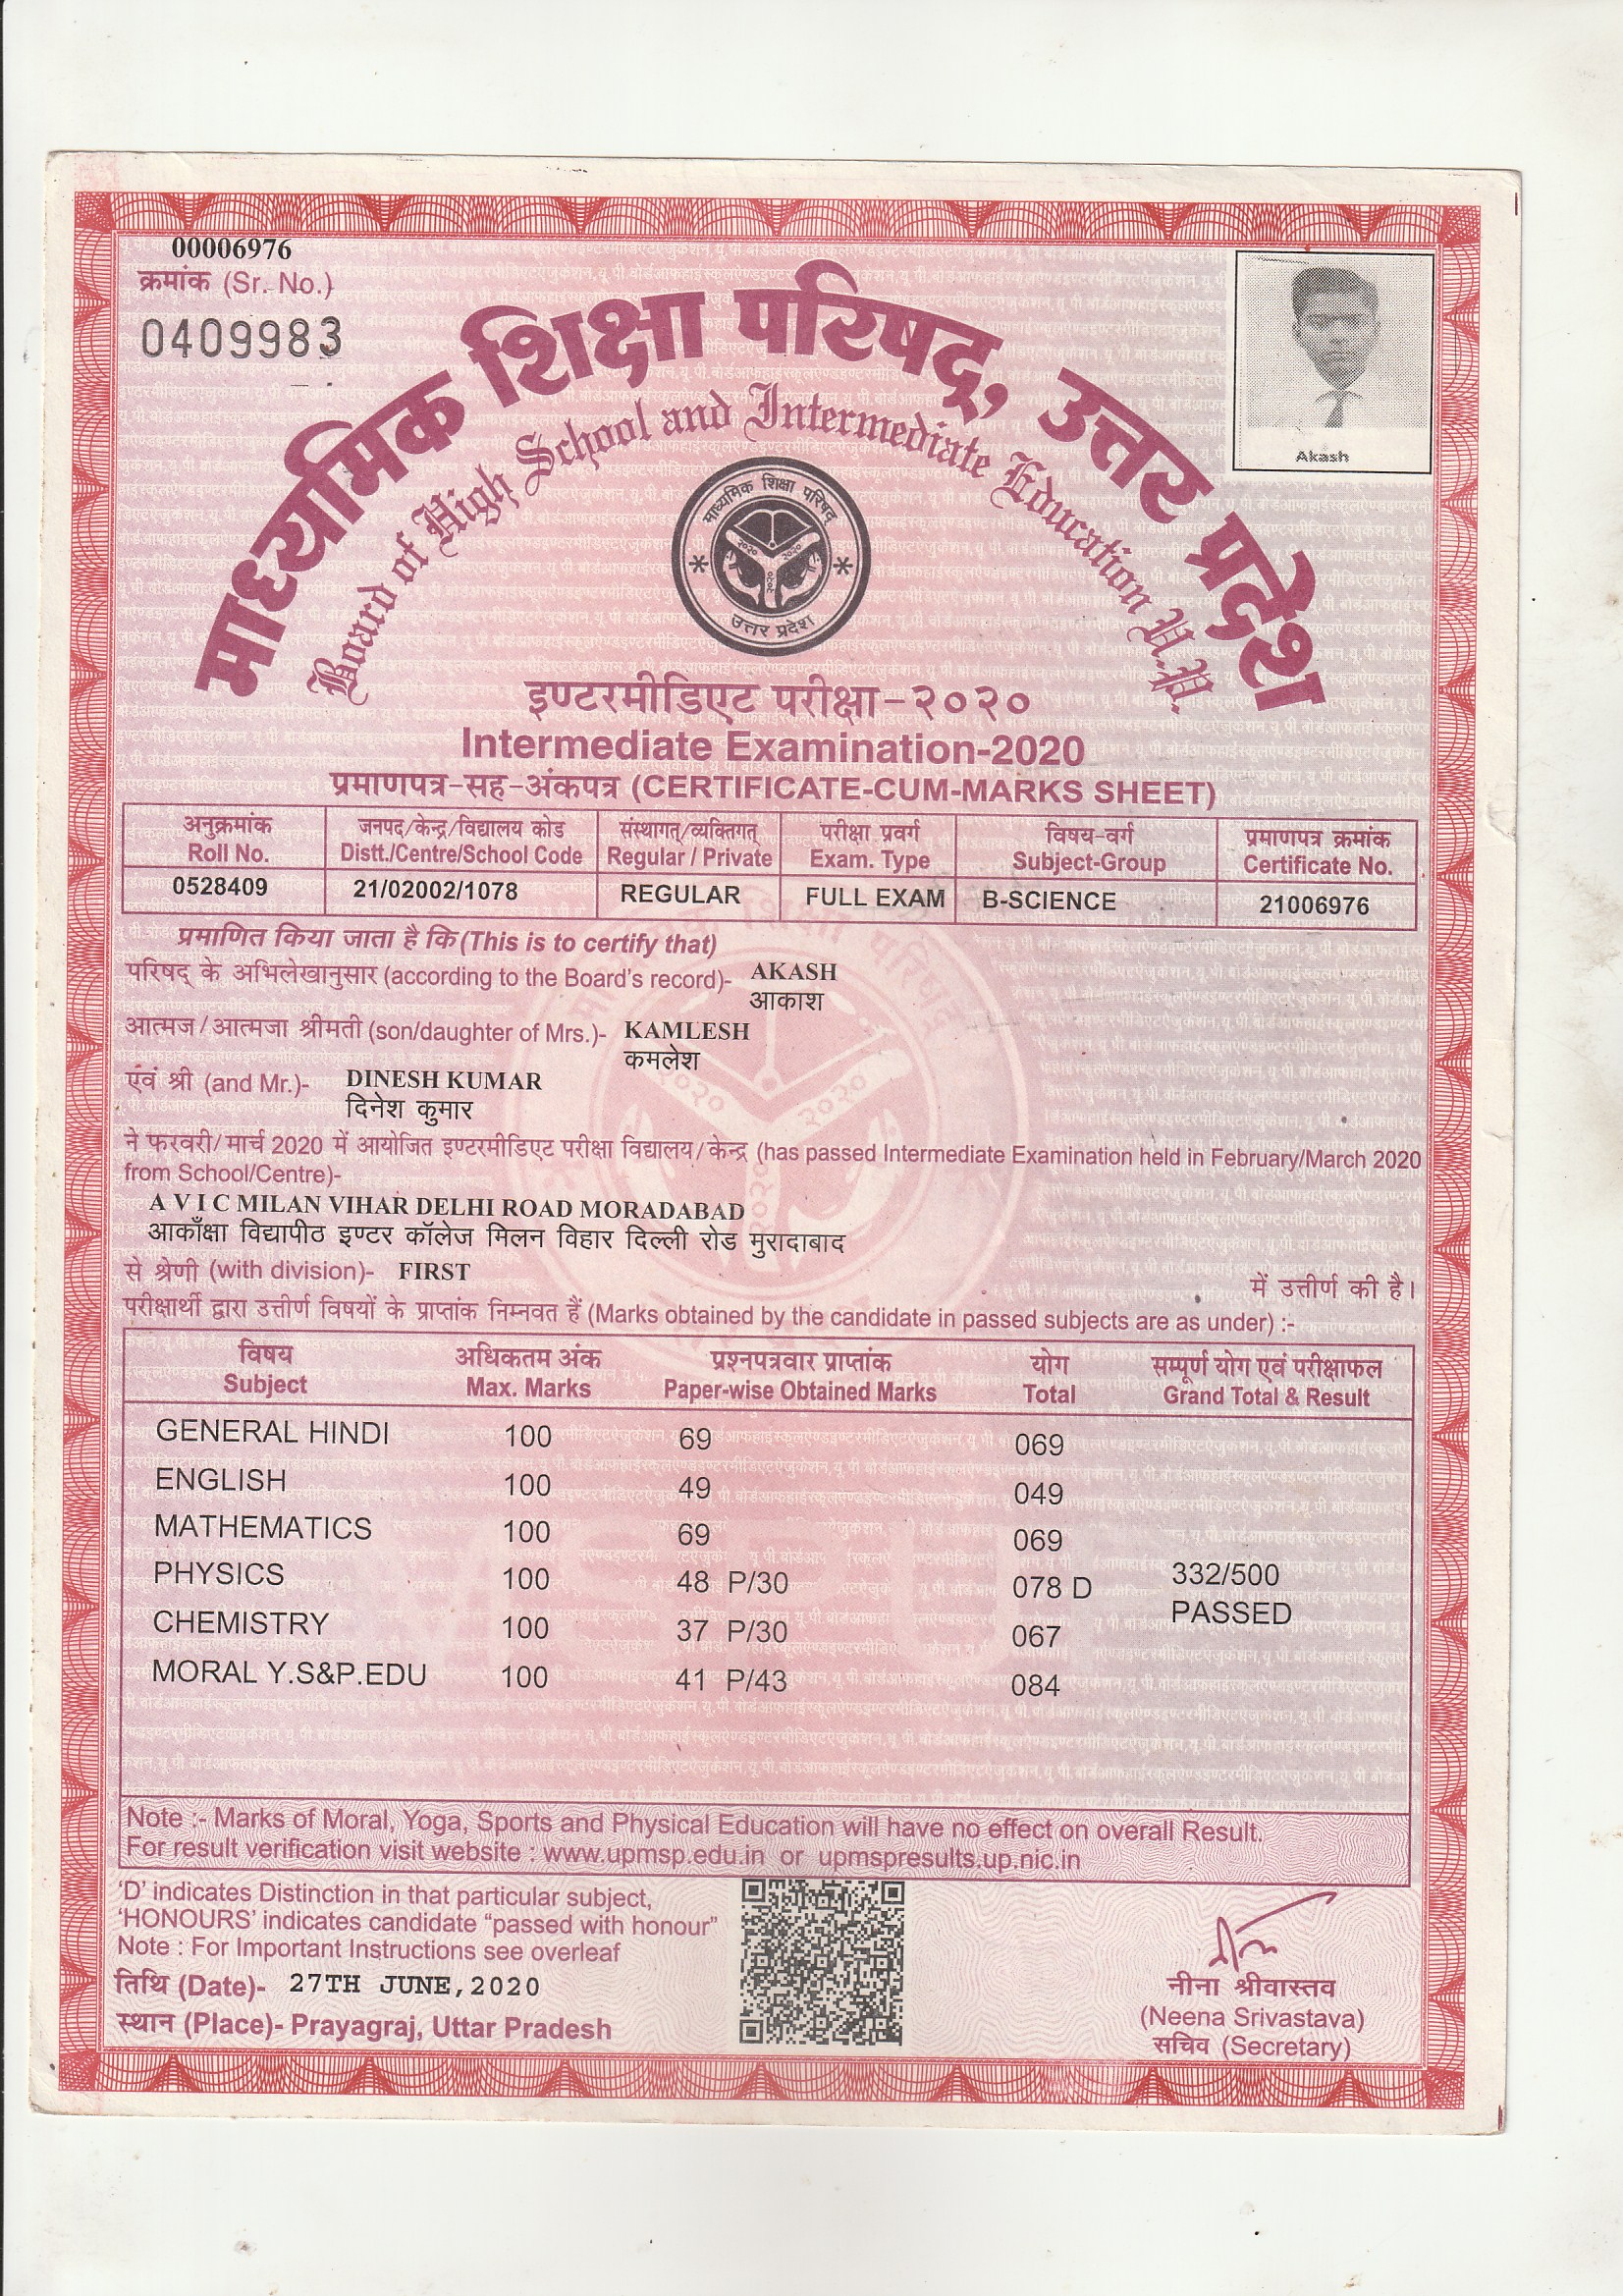 00006976
क्रमांक (Sr. No.)
0409983
माध्यमिक शिक्षा परिषद्, उत्तर प्रदेश
Board of High School and Intermediate Education U.P.
Akash
माध्यमिक शिक्षा परिषद्
२०२० २०२०
२०२०
उत्तर प्रदेश
इण्टरमीडिएट परीक्षा-२०२०
Intermediate Examination-2020
प्रमाणपत्र-सह-अंकपत्र (CERTIFICATE-CUM-MARKS SHEET)
अनुक्रमांक जनपद/केन्द्र/विद्यालय कोड संस्थागत्/व्यक्तिगत् परीक्षा प्रवर्ग विषय-वर्ग प्रमाणपत्र क्रमांक
Roll No. Distt./Centre/School Code Regular / Private Exam. Type Subject-Group Certificate No.
0528409 21/02002/1078 REGULAR FULL EXAM B-SCIENCE 21006976
प्रमाणित किया जाता है कि (This is to certify that)
परिषद् के अभिलेखानुसार (according to the Board's record)- AKASH
आकाश
आत्मज/आत्मजा श्रीमती (son/daughter of Mrs.)- KAMLESH
कमलेश
एंवं श्री (and Mr.)- DINESH KUMAR
दिनेश कुमार
ने फरवरी/मार्च 2020 में आयोजित इण्टरमीडिएट परीक्षा विद्यालय/केन्द्र (has passed Intermediate Examination held in February/March 2020
from School/Centre)-
A V I C MILAN VIHAR DELHI ROAD MORADABAD
आकाँक्षा विद्यापीठ इण्टर कॉलेज मिलन विहार दिल्ली रोड मुरादाबाद
से श्रेणी (with division)- FIRST में उत्तीर्ण की है।
परीक्षार्थी द्वारा उत्तीर्ण विषयों के प्राप्तांक निम्नवत हैं (Marks obtained by the candidate in passed subjects are as under) :-
विषय अधिकतम अंक प्रश्नपत्रवार प्राप्तांक योग सम्पूर्ण योग एवं परीक्षाफल
Subject Max. Marks Paper-wise Obtained Marks Total Grand Total & Result
GENERAL HINDI 100 69 069
ENGLISH 100 49 049
MATHEMATICS 100 69 069
PHYSICS 100 48 P/30 078 D 332/500
PASSED
CHEMISTRY 100 37 P/30 067
MORAL Y.S&P.EDU 100 41 P/43 084
Note :- Marks of Moral, Yoga, Sports and Physical Education will have no effect on overall Result.
For result verification visit website : www.upmsp.edu.in or upmspresults.up.nic.in
'D' indicates Distinction in that particular subject,
'HONOURS' indicates candidate "passed with honour"
Note : For Important Instructions see overleaf
तिथि (Date)- 27TH JUNE,2020
स्थान (Place)- Prayagraj, Uttar Pradesh
नीना श्रीवास्तव
(Neena Srivastava)
सचिव (Secretary)